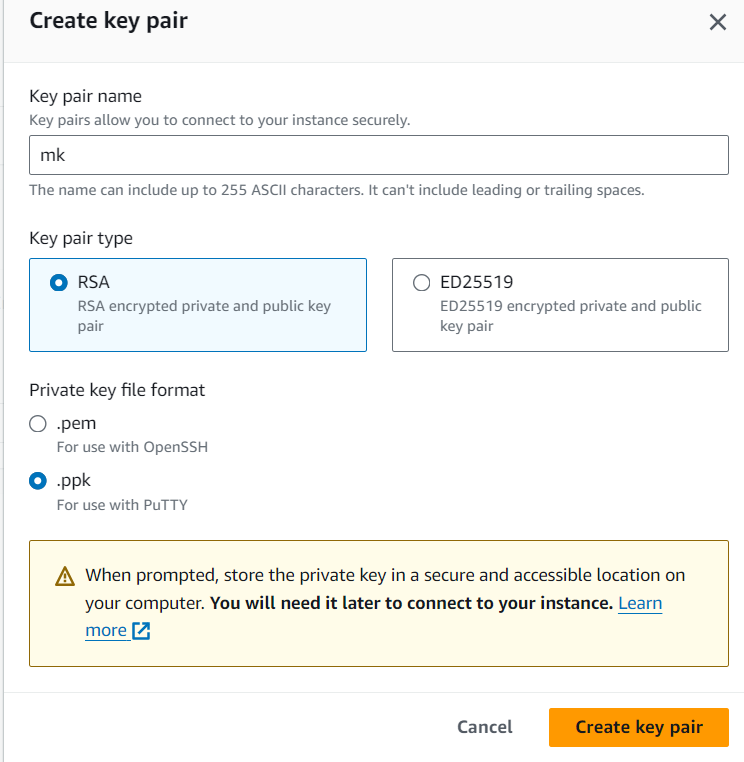 Create key pair
Key pair name
Key pairs allow you to connect to your instance securely.
mk
The name can include up to 255 ASCII characters. It can't include leading or trailing spaces.
Key pair type
RSA
RSA encrypted private and public key
pair
ED25519
ED25519 encrypted private and public
key pair
Private key file format
.pem
For use with OpenSSH
.ppk
For use with PuTTY
When prompted, store the private key in a secure and accessible location on
your computer. You will need it later to connect to your instance. Learn
more
Cancel
Create key pair